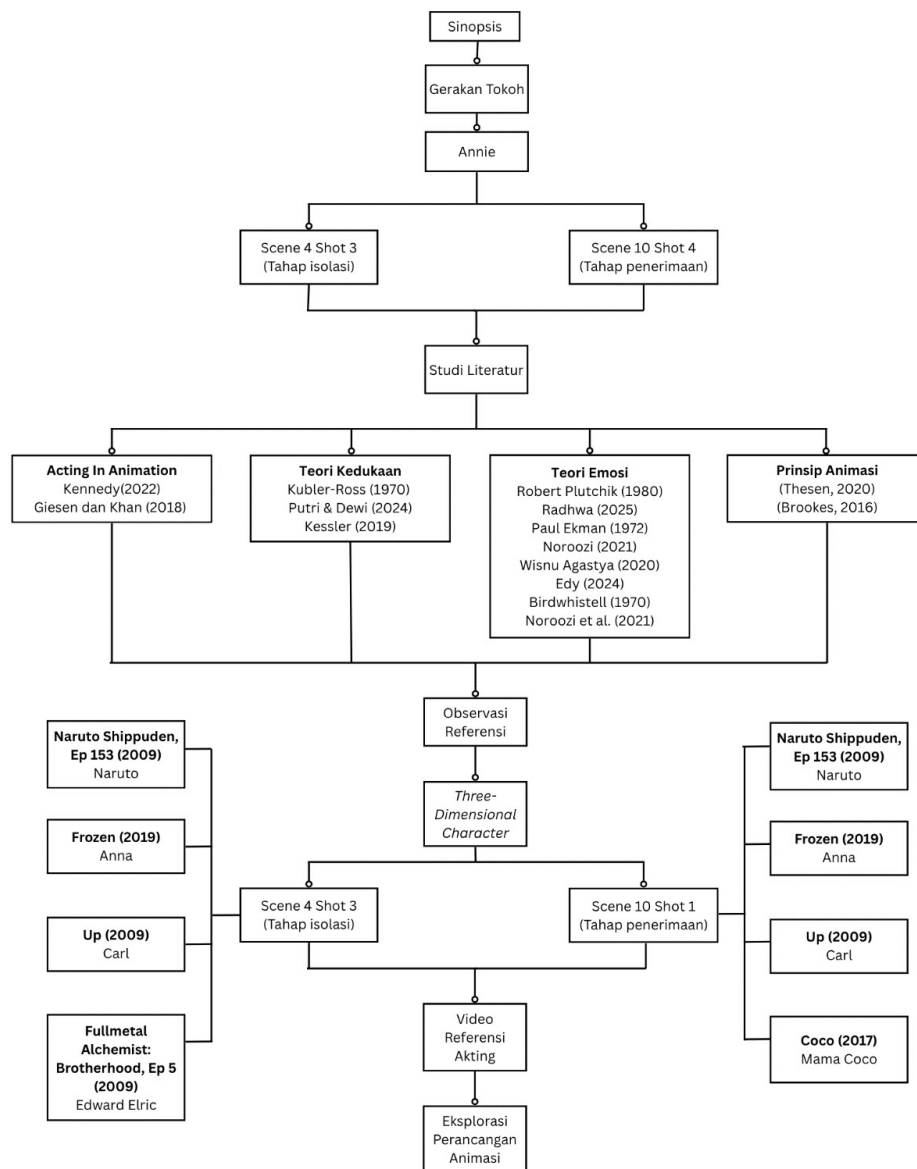 Sinopsis
Gerakan Tokoh
Annie
Scene 4 Shot 3
(Tahap isolasi)
Scene 10 Shot 4
(Tahap penerimaan)
Studi Literatur
Acting In Animation
Kennedy(2022)
Giesen dan Khan (2018)
Teori Kedukaan
Kubler-Ross (1970)
Putri & Dewi (2024)
Kessler (2019)
Teori Emosi
Robert Plutchik (1980)
Radhwa (2025)
Paul Ekman (1972)
Noroozi (2021)
Wisnu Agastya (2020)
Edy (2024)
Birdwhistell (1970)
Noroozi et al. (2021)
Prinsip Animasi
(Thesen, 2020)
(Brookes, 2016)
Observasi
Referensi
Three-
Dimensional
Character
Naruto Shippuden,
Ep 153 (2009)
Naruto
Frozen (2019)
Anna
Up (2009)
Carl
Fullmetal
Alchemist:
Brotherhood, Ep 5
(2009)
Edward Elric
Scene 4 Shot 3
(Tahap isolasi)
Scene 10 Shot 1
(Tahap penerimaan)
Naruto Shippuden,
Ep 153 (2009)
Naruto
Frozen (2019)
Anna
Up (2009)
Carl
Coco (2017)
Mama Coco
Video
Referensi
Akting
Eksplorasi
Perancangan
Animasi